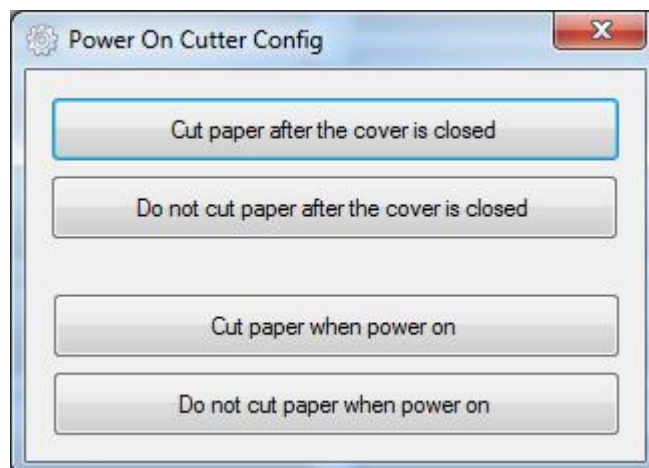 Power On Cutter Config
Cut paper after the cover is closed
Do not cut paper after the cover is closed
Cut paper when power on
Do not cut paper when power on